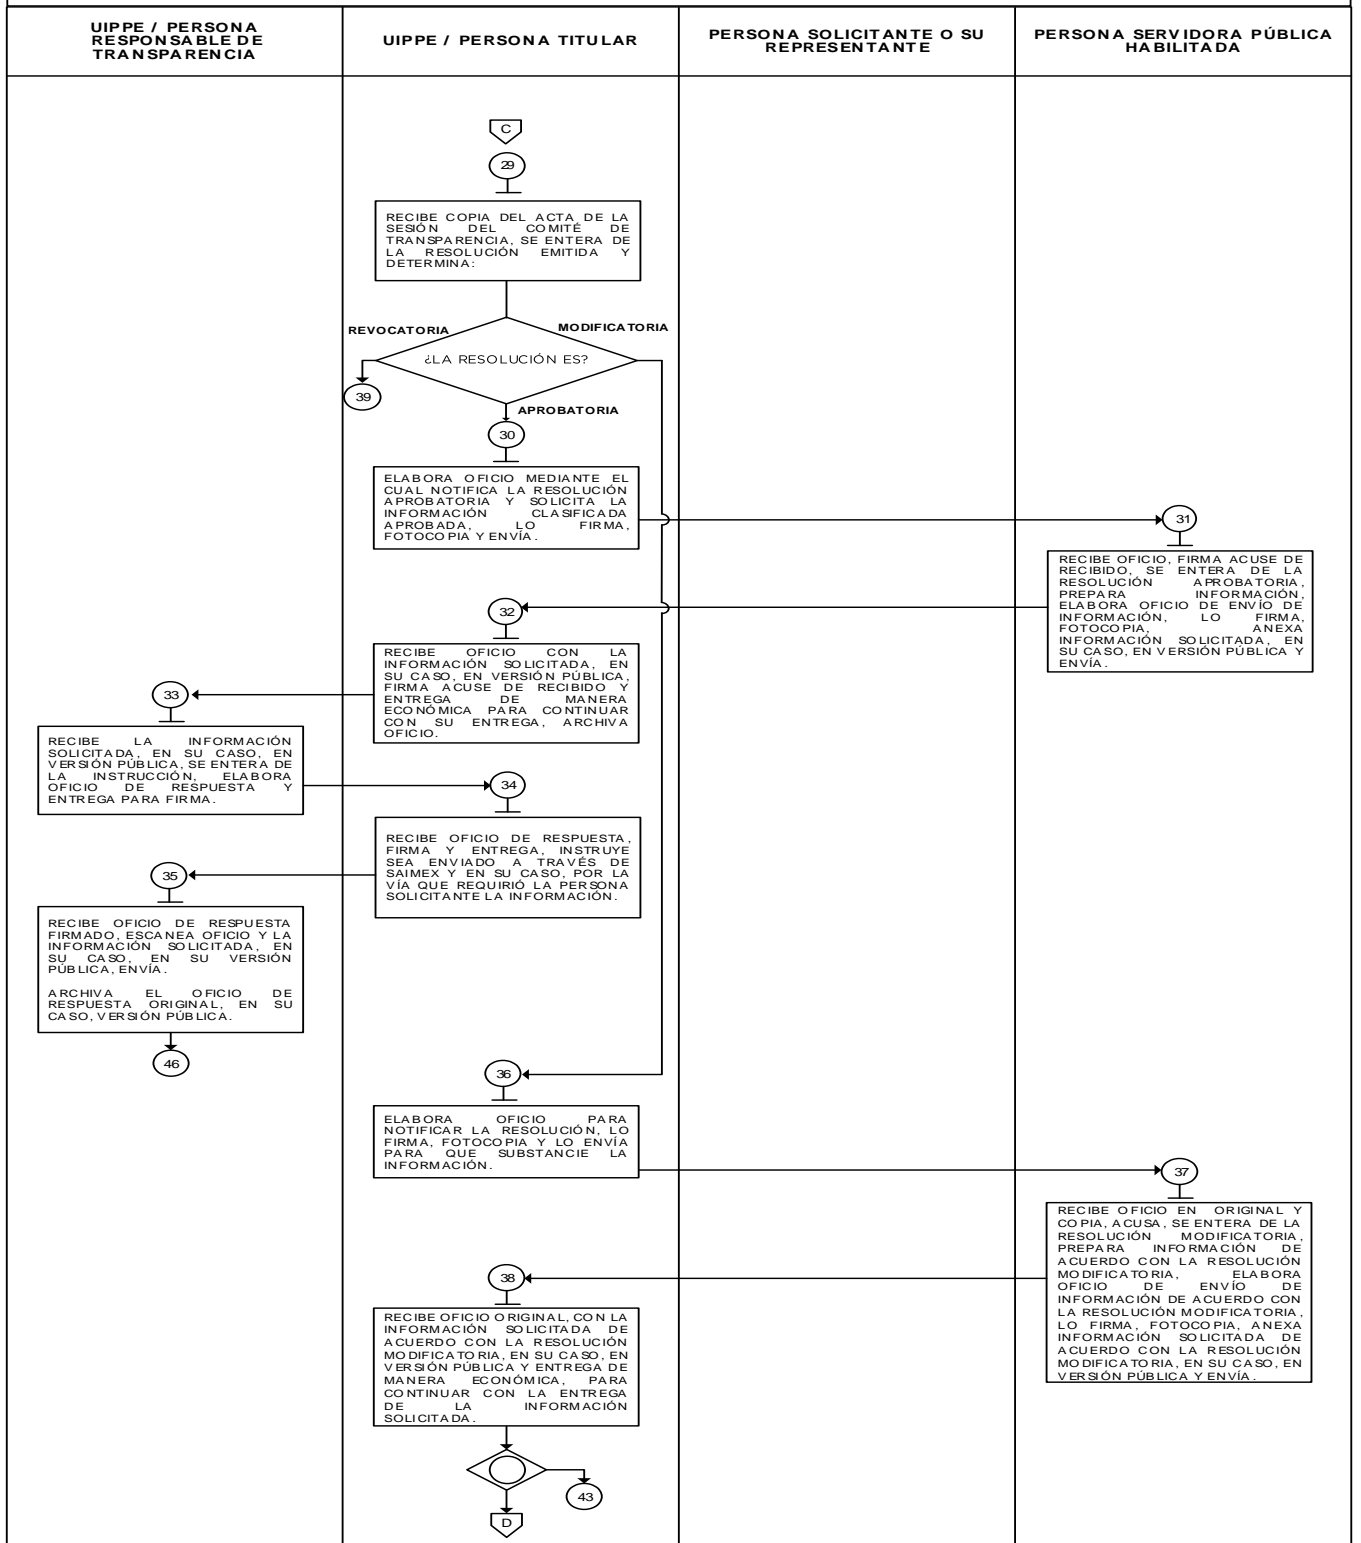 UIPPE / PERSONA
RESPONSABLE DE
TRANSPARENCIA
UIPPE / PERSONA TITULAR
PERSONA SOLICITANTE O SU
REPRESENTANTE
PERSONA SERVIDORA PÚBLICA
HABILITADA
C
29
RECIBE COPIA DEL ACTA DE LA
SESIÓN DEL COMITÉ DE
TRANSPARENCIA, SE ENTERA DE
LA RESOLUCIÓN EMITIDA Y
DETERMINA:
REVOCATORIA
MODIFICATORIA
¿LA RESOLUCIÓN ES?
39
APROBATORIA
30
ELABORA OFICIO MEDIANTE EL
CUAL NOTIFICA LA RESOLUCIÓN
APROBATORIA Y SOLICITA LA
INFORMACIÓN CLASIFICADA
APROBADA, LO FIRMA,
FOTOCOPIA Y ENVÍA.
31
RECIBE OFICIO, FIRMA ACUSE DE
RECIBIDO, SE ENTERA DE LA
RESOLUCIÓN APROBATORIA,
PREPARA INFORMACIÓN,
ELABORA OFICIO DE ENVÍO DE
INFORMACIÓN, LO FIRMA,
FOTOCOPIA, ANEXA
INFORMACIÓN SOLICITADA, EN
SU CASO, EN VERSIÓN PÚBLICA Y
ENVÍA.
32
RECIBE OFICIO CON LA
INFORMACIÓN SOLICITADA, EN
SU CASO, EN VERSIÓN PÚBLICA,
FIRMA ACUSE DE RECIBIDO Y
ENTREGA DE MANERA
ECONÓMICA PARA CONTINUAR
CON SU ENTREGA, ARCHIVA
OFICIO.
33
RECIBE LA INFORMACIÓN
SOLICITADA, EN SU CASO, EN
VERSIÓN PÚBLICA, SE ENTERA DE
LA INSTRUCCIÓN, ELABORA
OFICIO DE RESPUESTA Y
ENTREGA PARA FIRMA.
34
RECIBE OFICIO DE RESPUESTA,
FIRMA Y ENTREGA, INSTRUYE
SEA ENVIADO A TRAVÉS DE
SAIMEX Y EN SU CASO, POR LA
VÍA QUE REQUIRIÓ LA PERSONA
SOLICITANTE LA INFORMACIÓN.
35
RECIBE OFICIO DE RESPUESTA
FIRMADO, ESCANEA OFICIO Y LA
INFORMACIÓN SOLICITADA, EN
SU CASO, EN SU VERSIÓN
PÚBLICA, ENVÍA.
ARCHIVA EL OFICIO DE
RESPUESTA ORIGINAL, EN SU
CASO, VERSIÓN PÚBLICA.
46
36
ELABORA OFICIO PARA
NOTIFICAR LA RESOLUCIÓN, LO
FIRMA, FOTOCOPIA Y LO ENVÍA
PARA QUE SUBSTANCIE LA
INFORMACIÓN.
37
RECIBE OFICIO EN ORIGINAL Y
COPIA, ACUSA, SE ENTERA DE LA
RESOLUCIÓN MODIFICATORIA,
PREPARA INFORMACIÓN DE
ACUERDO CON LA RESOLUCIÓN
MODIFICATORIA, ELABORA
OFICIO DE ENVÍO DE
INFORMACIÓN DE ACUERDO CON
LA RESOLUCIÓN MODIFICATORIA,
LO FIRMA, FOTOCOPIA, ANEXA
INFORMACIÓN SOLICITADA DE
ACUERDO CON LA RESOLUCIÓN
MODIFICATORIA, EN SU CASO, EN
VERSIÓN PÚBLICA Y ENVÍA.
38
RECIBE OFICIO ORIGINAL, CON LA
INFORMACIÓN SOLICITADA DE
ACUERDO CON LA RESOLUCIÓN
MODIFICATORIA, EN SU CASO, EN
VERSIÓN PÚBLICA Y ENTREGA DE
MANERA ECONÓMICA, PARA
CONTINUAR CON LA ENTREGA
DE LA INFORMACIÓN
SOLICITADA.
43
D